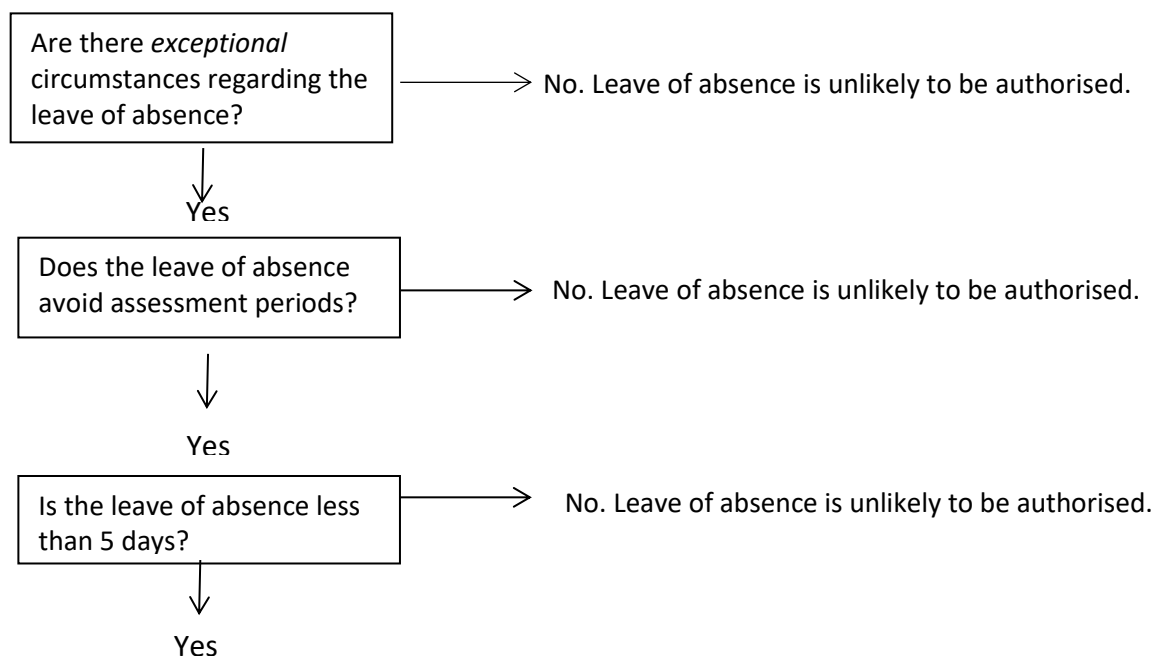 Are there exceptional
circumstances regarding the
leave of absence?
No. Leave of absence is unlikely to be authorised.
Yes
Does the leave of absence
avoid assessment periods?
No. Leave of absence is unlikely to be authorised.
Yes
Is the leave of absence less
than 5 days?
No. Leave of absence is unlikely to be authorised.
Yes